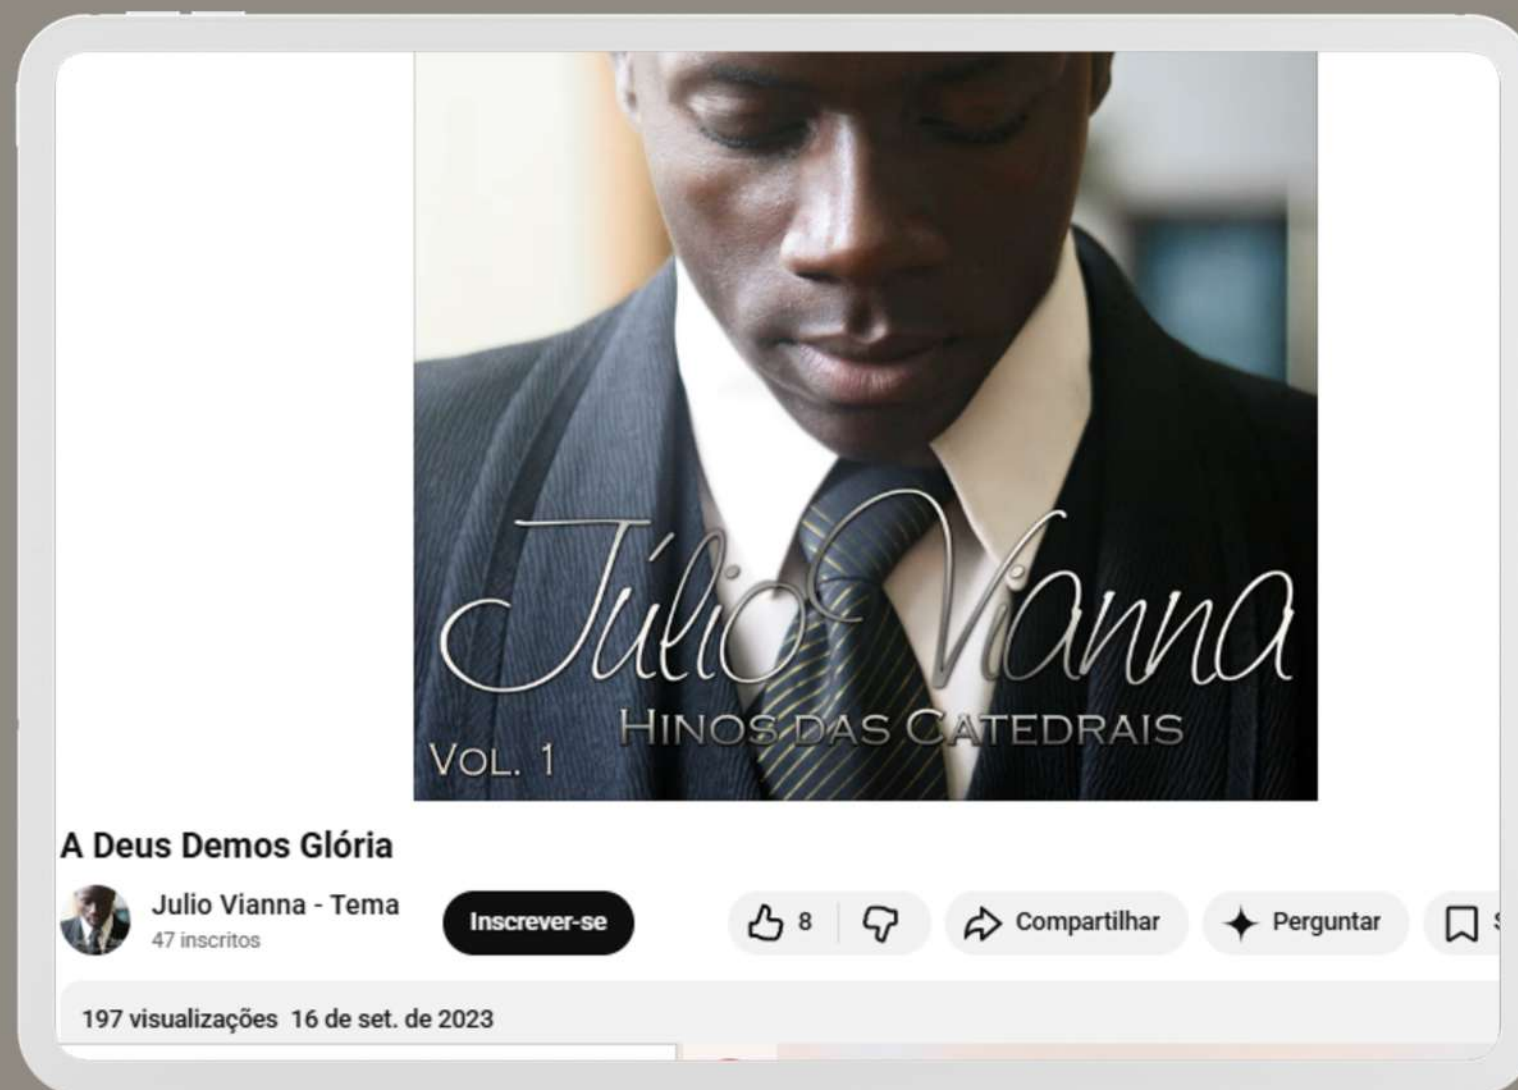 Júlio Vianna
HINOS DAS CATEDRAIS
VOL. 1
A Deus Demos Glória
Julio Vianna - Tema
47 inscritos
Inscrever-se
8
Compartilhar
Perguntar
197 visualizações 16 de set. de 2023